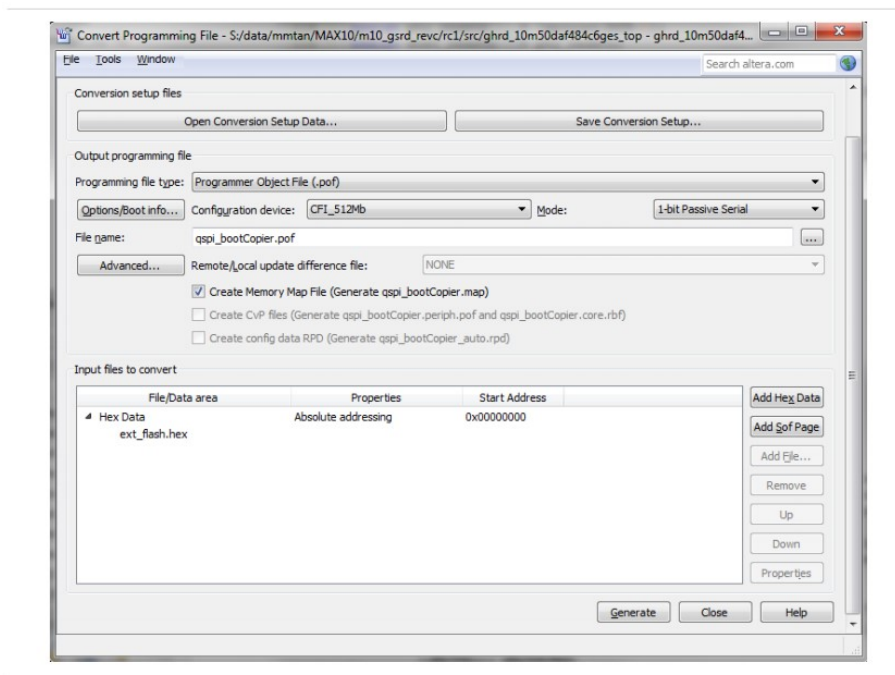 Convert Programming File - S:/data/mmtan/MAX10/m10_gsrd_revc/rc1/src/ghrd_10m50daf484c6ges_top - ghrd_10m50daf4...
File Tools Window Search altera.com
Conversion setup files
Open Conversion Setup Data... Save Conversion Setup...
Output programming file
Programming file type: Programmer Object File (.pof)
Options/Boot info... Configuration device: CFI_512Mb Mode: 1-bit Passive Serial
File name: qspi_bootCopier.pof ...
Advanced... Remote/Local update difference file: NONE
Create Memory Map File (Generate qspi_bootCopier.map)
Create CvP files (Generate qspi_bootCopier.periph.pof and qspi_bootCopier.core.rbf)
Create config data RPD (Generate qspi_bootCopier_auto.rpd)
Input files to convert
File/Data area Properties Start Address Add Hex Data
Hex Data Absolute addressing 0x00000000
ext_flash.hex Add Sof Page
Add File...
Remove
Up
Down
Properties
Generate Close Help